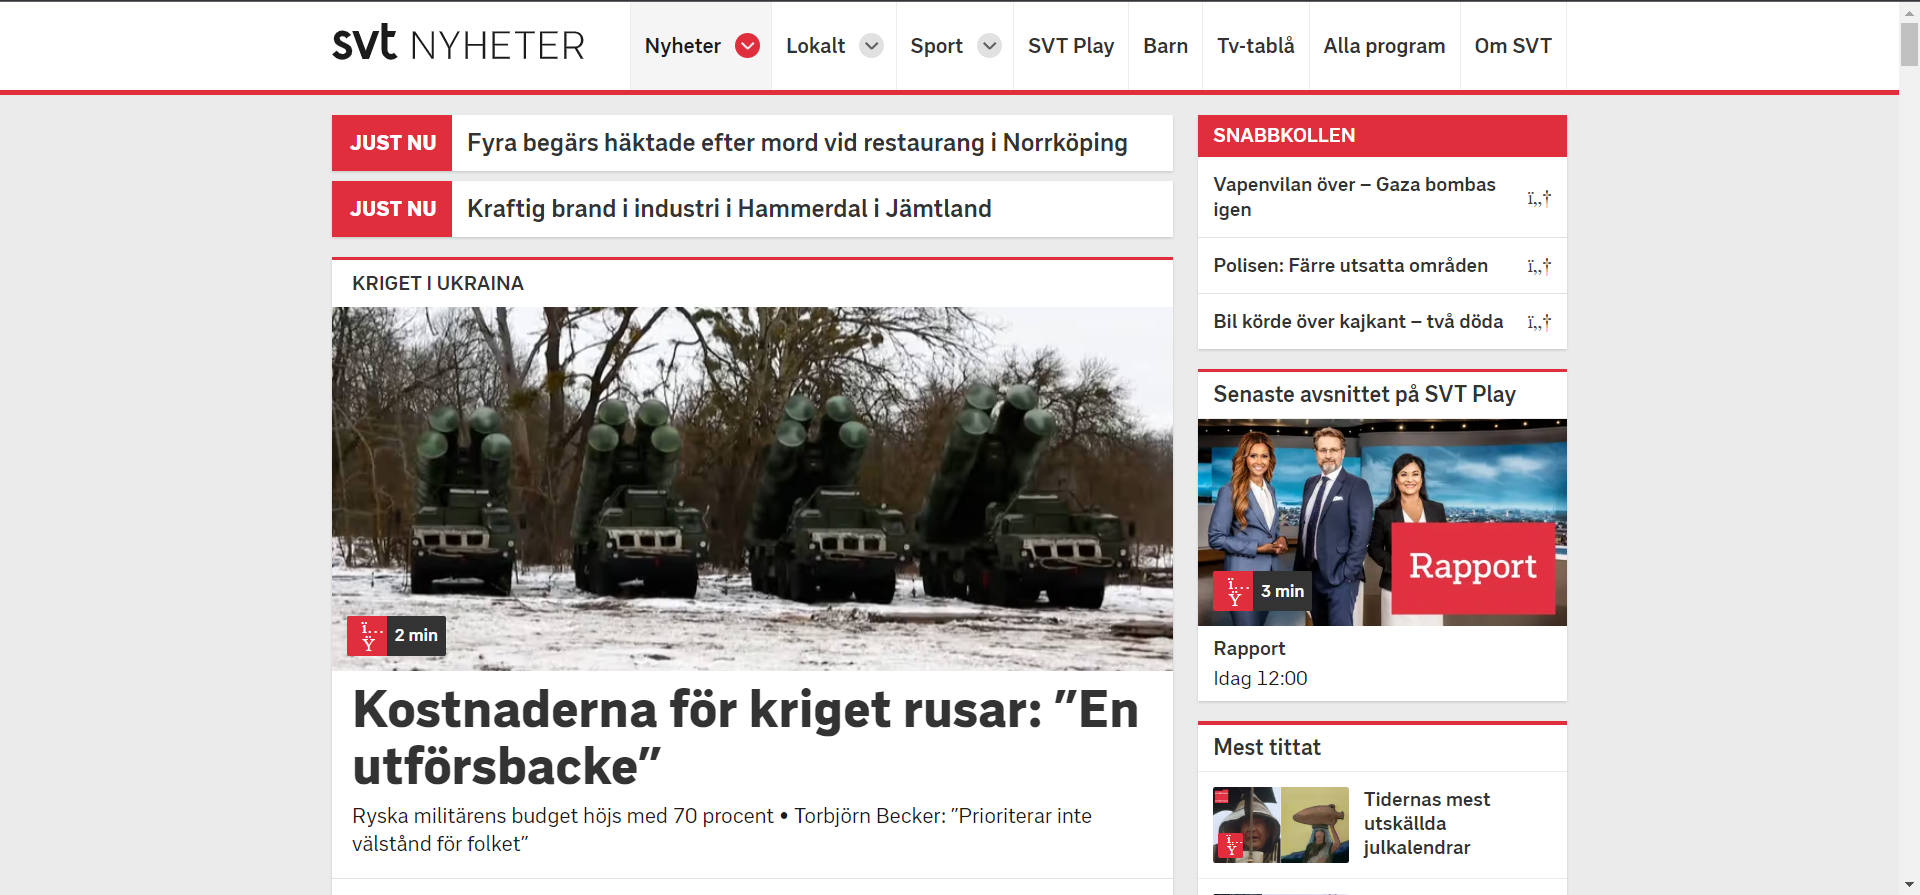 svt NYHETER
Nyheter
Lokalt
Sport
SVT Play
Barn
Tv-tablå
Alla program
Om SVT
JUST NU
Fyra begärs häktade efter mord vid restaurang i Norrköping
JUST NU
Kraftig brand i industri i Hammerdal i Jämtland
KRIGET I UKRAINA
ï…
Ÿ
2 min
Kostnaderna för kriget rusar: ”En
utförsbacke”
Ryska militärens budget höjs med 70 procent • Torbjörn Becker: ”Prioriterar inte
välstånd för folket”
SNABBKOLLEN
Vapenvilan över – Gaza bombas
igen
ï„†
Polisen: Färre utsatta områden
ï„†
Bil körde över kajkant – två döda
ï„†
Senaste avsnittet på SVT Play
Rapport
ï…
Ÿ
3 min
Rapport
Idag 12:00
Mest tittat
ï…
Ÿ
Tidernas mest
utskällda
julkalendrar